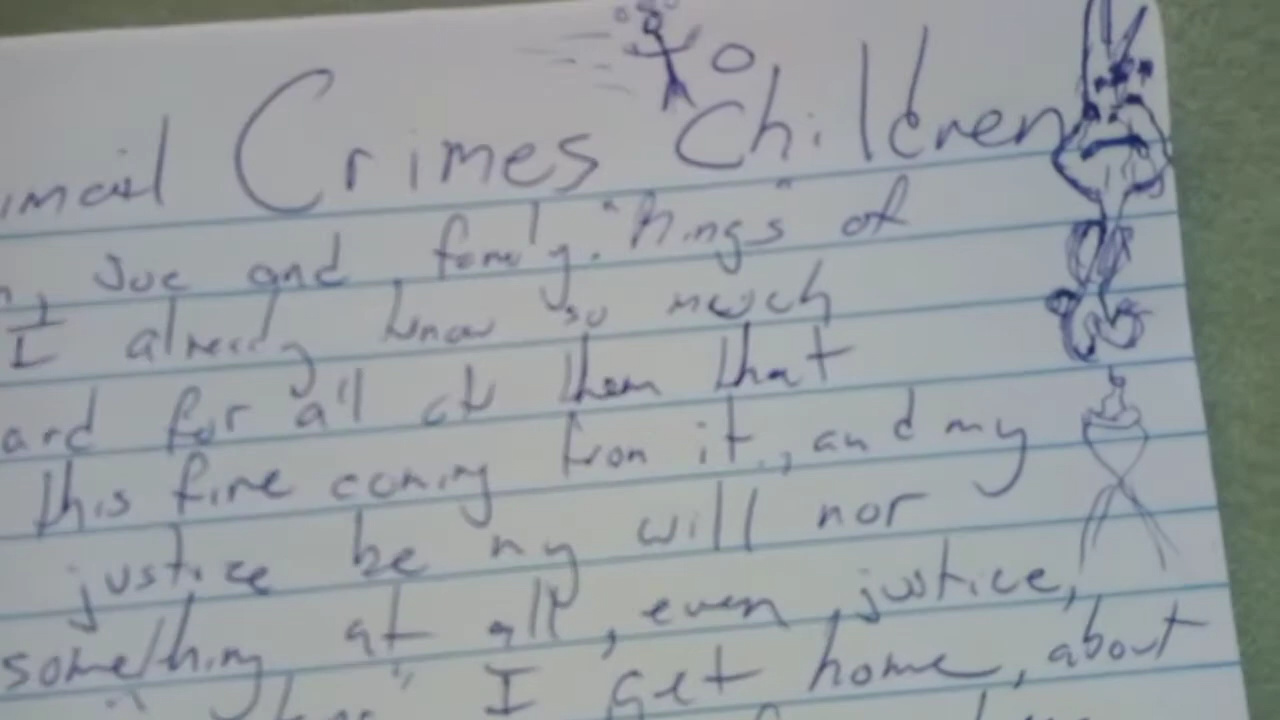 Crimes Children
, Joe and family. "Rings" of
I already know so much
ard for all of them that
this fire coming from it, and my
justice be my will nor
something at all, even justice,
I get home, about